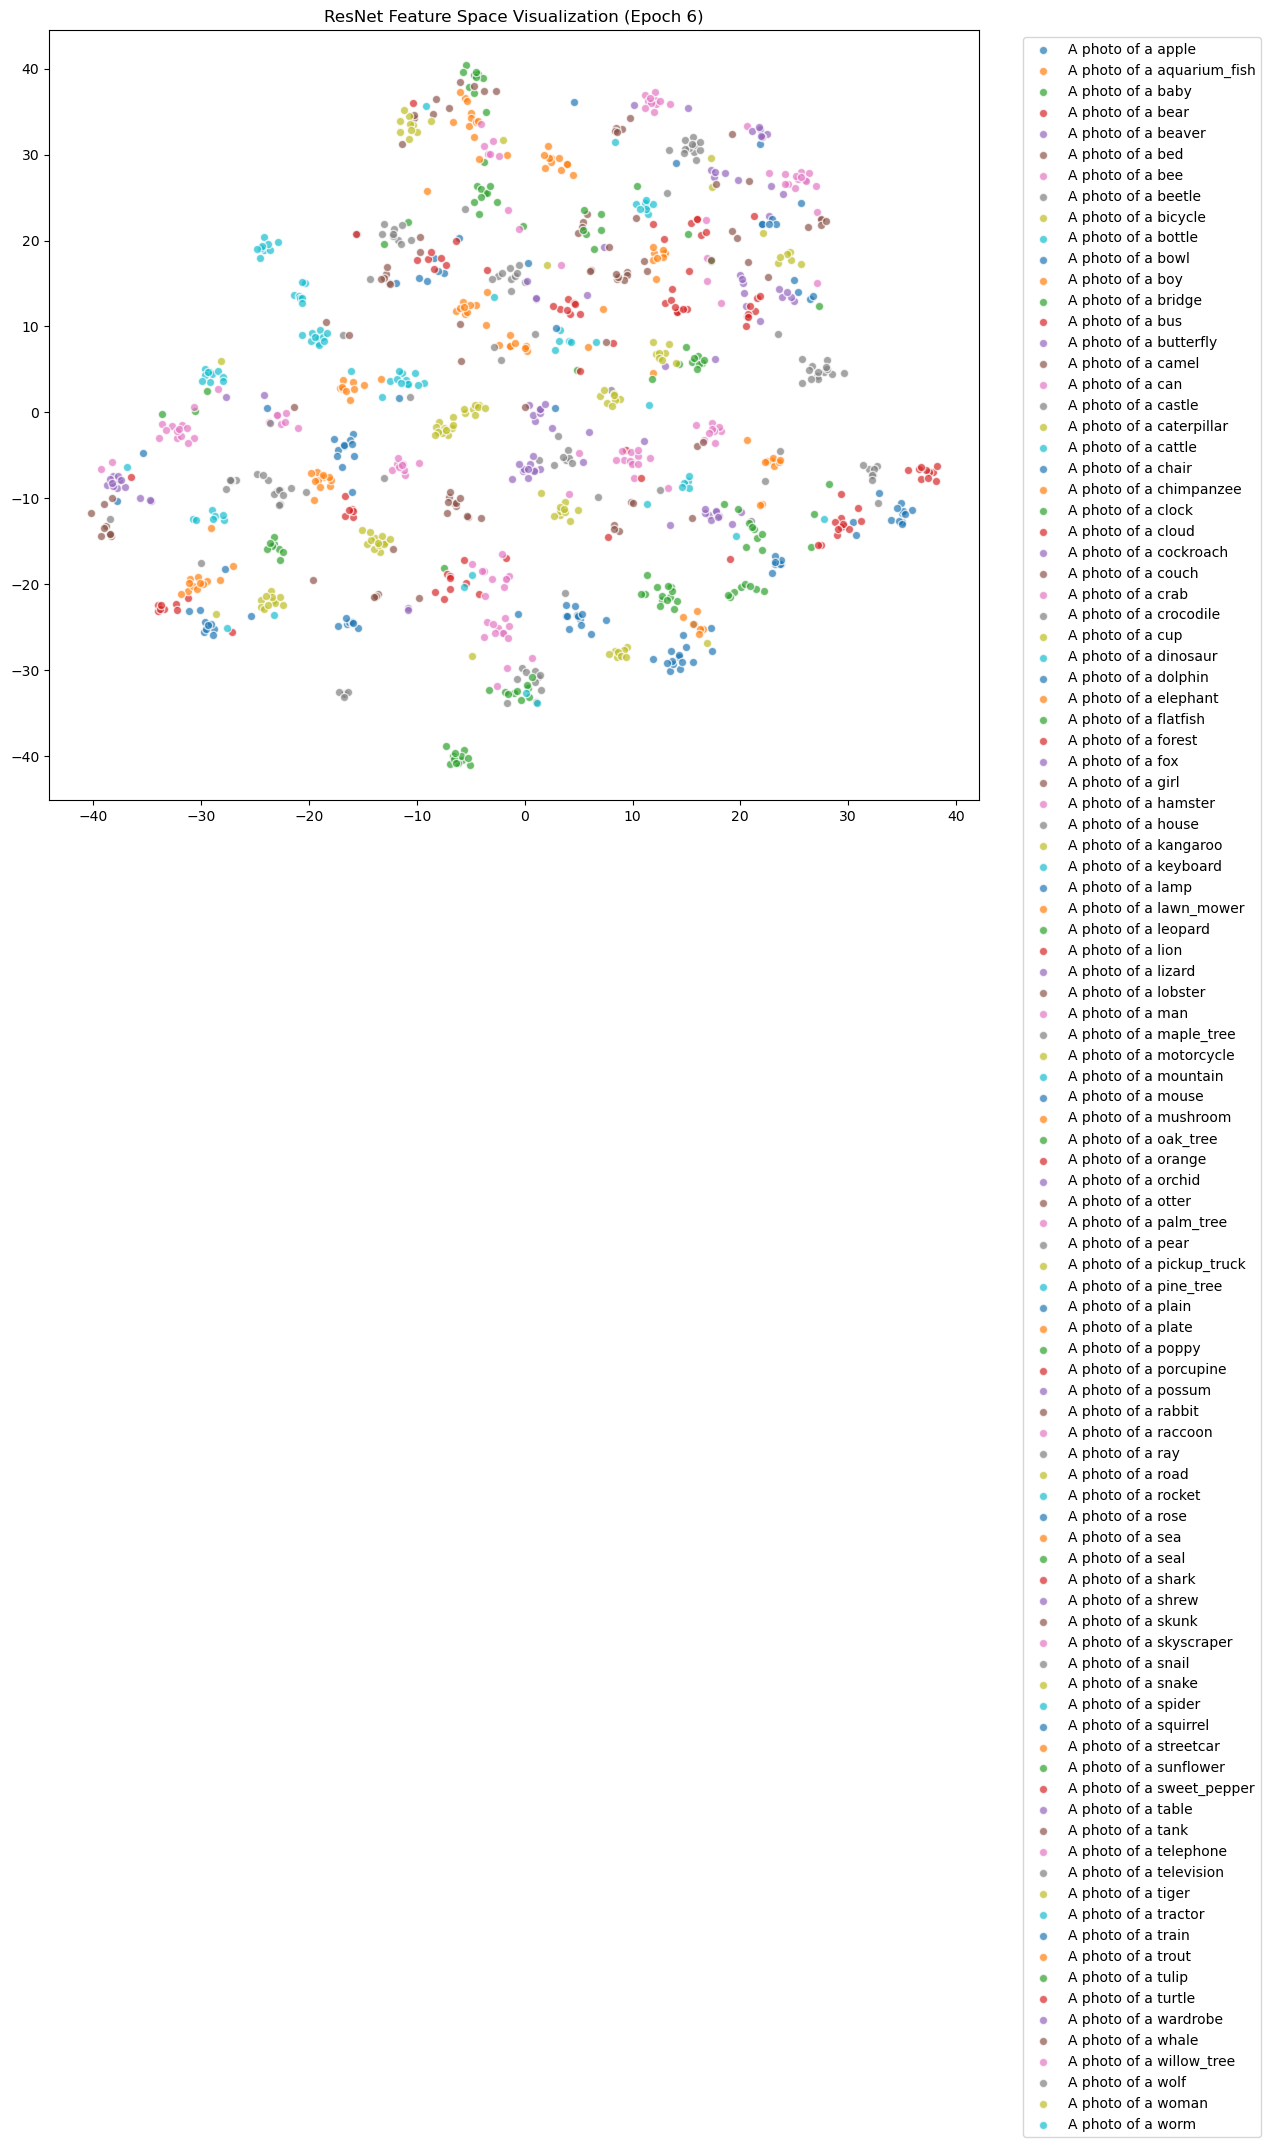 ResNet Feature Space Visualization (Epoch 6)
40
30
20
10
0
−10
−20
−30
−40
−40
−30
−20
−10
0
10
20
30
40
A photo of a apple
A photo of a aquarium_fish
A photo of a baby
A photo of a bear
A photo of a beaver
A photo of a bed
A photo of a bee
A photo of a beetle
A photo of a bicycle
A photo of a bottle
A photo of a bowl
A photo of a boy
A photo of a bridge
A photo of a bus
A photo of a butterfly
A photo of a camel
A photo of a can
A photo of a castle
A photo of a caterpillar
A photo of a cattle
A photo of a chair
A photo of a chimpanzee
A photo of a clock
A photo of a cloud
A photo of a cockroach
A photo of a couch
A photo of a crab
A photo of a crocodile
A photo of a cup
A photo of a dinosaur
A photo of a dolphin
A photo of a elephant
A photo of a flatfish
A photo of a forest
A photo of a fox
A photo of a girl
A photo of a hamster
A photo of a house
A photo of a kangaroo
A photo of a keyboard
A photo of a lamp
A photo of a lawn_mower
A photo of a leopard
A photo of a lion
A photo of a lizard
A photo of a lobster
A photo of a man
A photo of a maple_tree
A photo of a motorcycle
A photo of a mountain
A photo of a mouse
A photo of a mushroom
A photo of a oak_tree
A photo of a orange
A photo of a orchid
A photo of a otter
A photo of a palm_tree
A photo of a pear
A photo of a pickup_truck
A photo of a pine_tree
A photo of a plain
A photo of a plate
A photo of a poppy
A photo of a porcupine
A photo of a possum
A photo of a rabbit
A photo of a raccoon
A photo of a ray
A photo of a road
A photo of a rocket
A photo of a rose
A photo of a sea
A photo of a seal
A photo of a shark
A photo of a shrew
A photo of a skunk
A photo of a skyscraper
A photo of a snail
A photo of a snake
A photo of a spider
A photo of a squirrel
A photo of a streetcar
A photo of a sunflower
A photo of a sweet_pepper
A photo of a table
A photo of a tank
A photo of a telephone
A photo of a television
A photo of a tiger
A photo of a tractor
A photo of a train
A photo of a trout
A photo of a tulip
A photo of a turtle
A photo of a wardrobe
A photo of a whale
A photo of a willow_tree
A photo of a wolf
A photo of a woman
A photo of a worm